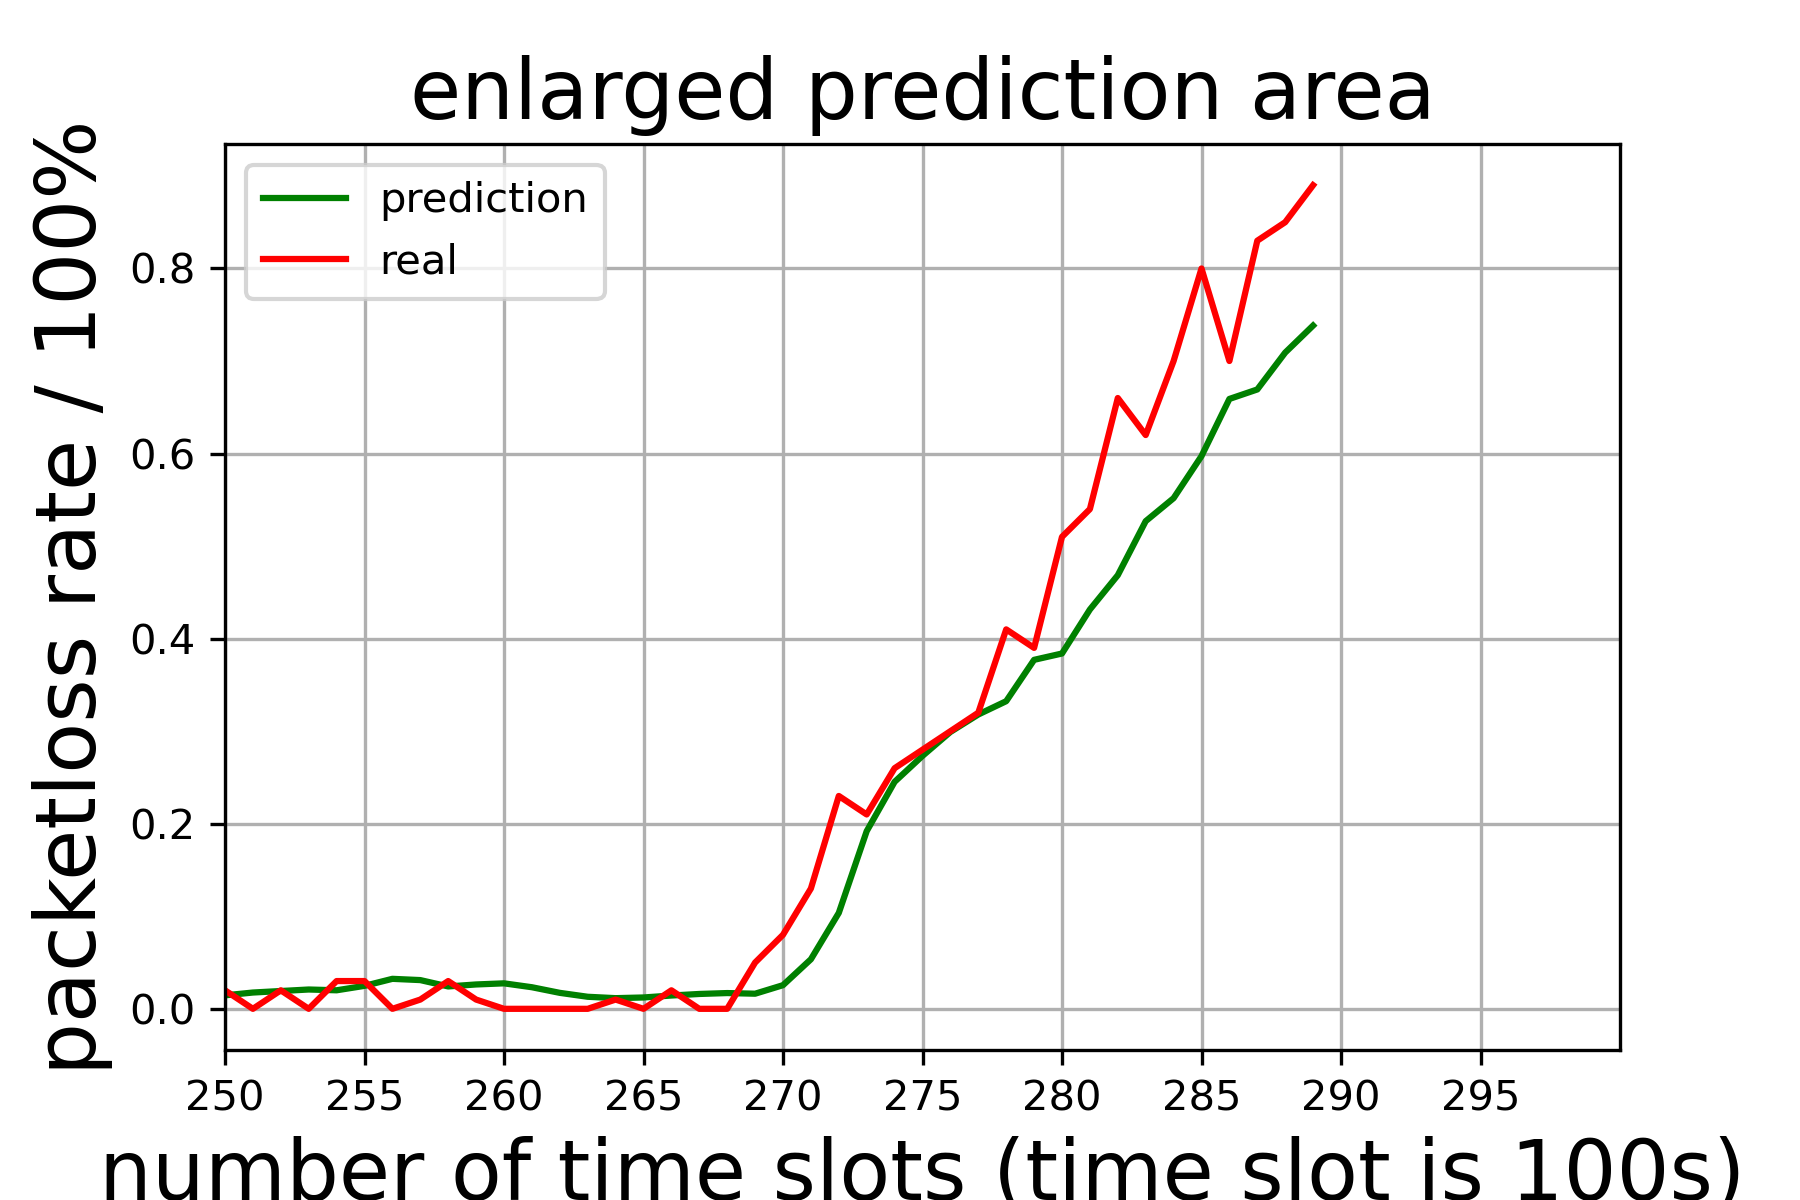 enlarged prediction area
packetloss rate / 100%
prediction
real
0.8
0.6
0.4
0.2
0.0
250 255 260 265 270 275 280 285 290 295
number of time slots (time slot is 100s)